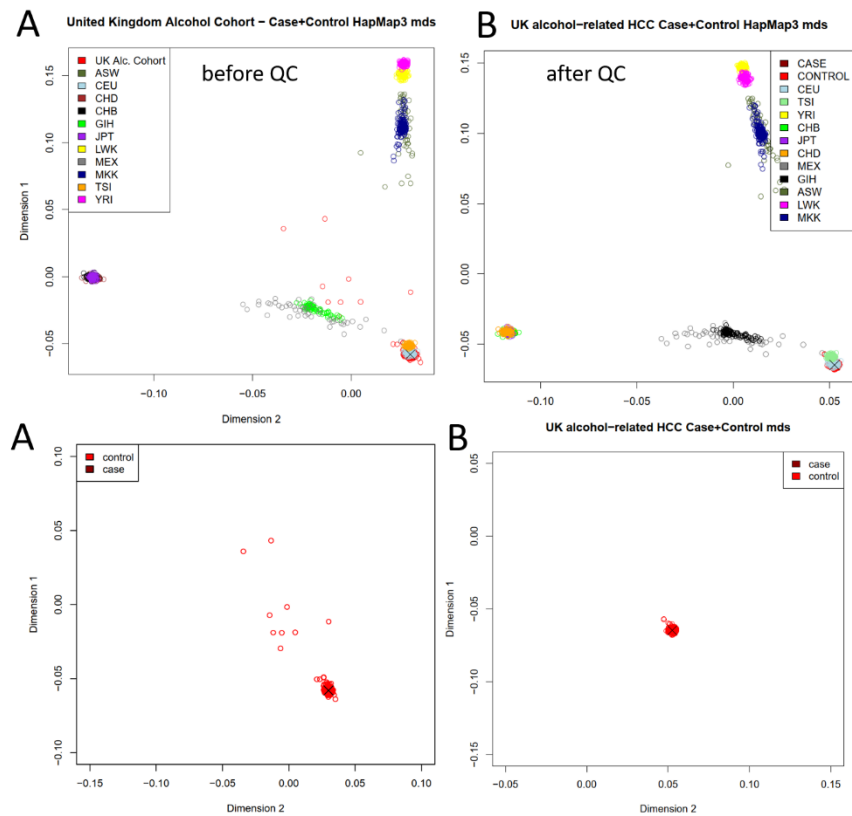 A
United Kingdom Alcohol Cohort − Case+Control HapMap3 mds
before QC
UK Alc. Cohort
ASW
CEU
CHD
CHB
GIH
JPT
LWK
MEX
MKK
TSI
YRI
Dimension 1
0.15
0.10
0.05
0.00
−0.05
−0.10
−0.05
0.00
Dimension 2
B
UK alcohol−related HCC Case+Control HapMap3 mds
after QC
CASE
CONTROL
CEU
TSI
YRI
CHB
JPT
CHD
MEX
GIH
ASW
LWK
MKK
Dimension 1
0.15
0.10
0.05
0.00
−0.05
−0.10
−0.05
0.00
0.05
A
control
case
Dimension 1
0.10
0.05
0.00
−0.05
−0.10
−0.15
−0.10
−0.05
0.00
0.05
0.10
Dimension 2
B
UK alcohol−related HCC Case+Control mds
case
control
Dimension 1
0.05
0.00
−0.05
−0.10
−0.15
−0.05
0.00
0.05
0.10
0.15
Dimension 2